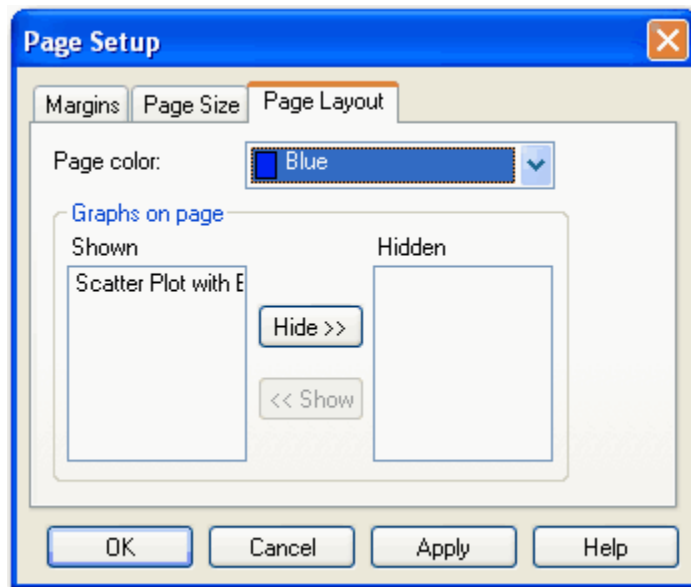 Page Setup
Margins Page Size Page Layout
Page color: Blue
Graphs on page
Shown Hidden
Scatter Plot with
Hide >>
<< Show
OK Cancel Apply Help